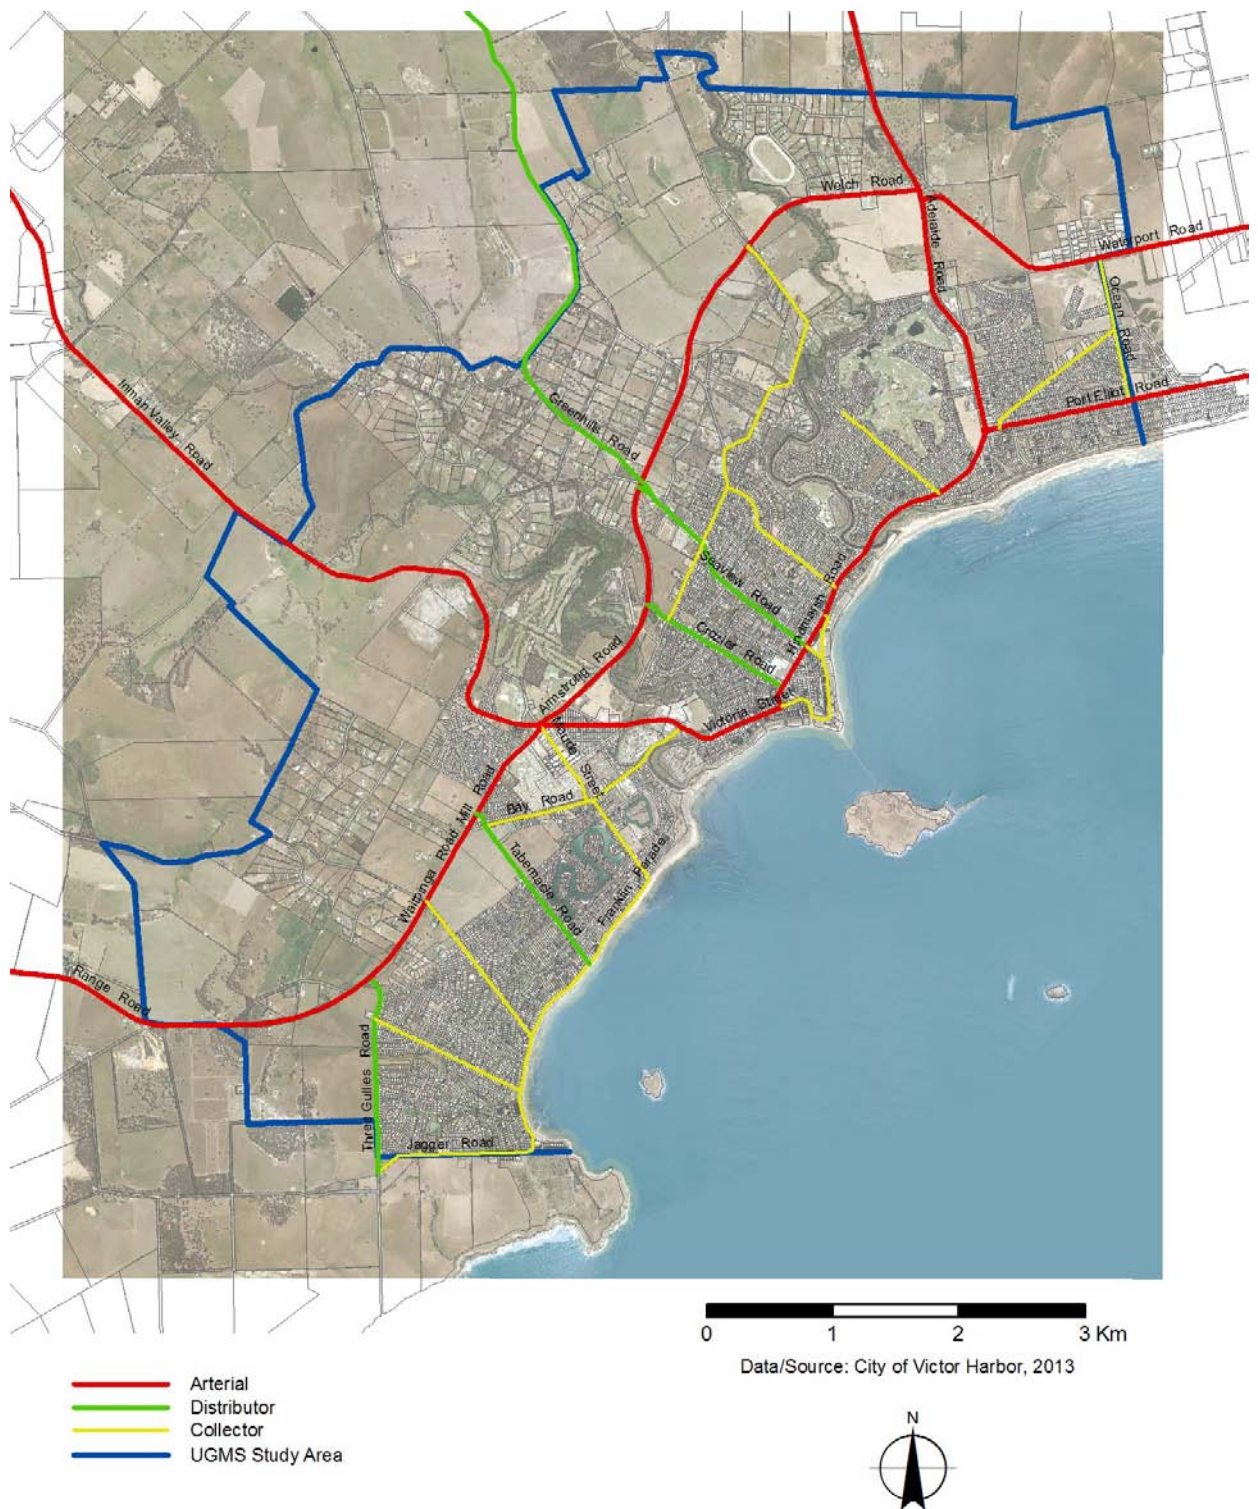 Welch Road
Adelaide Road
Waterport Road
Ocean Road
Port Elliot Road
Inman Valley Road
Greenhills Road
Seaview Road
Hindmarsh Road
Crozier Road
Armstrong Road
Victoria Street
Maude Street
Mill Road
Bay Road
Waitpinga Road
Tabernacle Road
Franklin Parade
Range Road
Three Gullies Road
Jagger Road
0 1 2 3 Km
Data/Source: City of Victor Harbor, 2013
Arterial
Distributor
Collector
UGMS Study Area
N